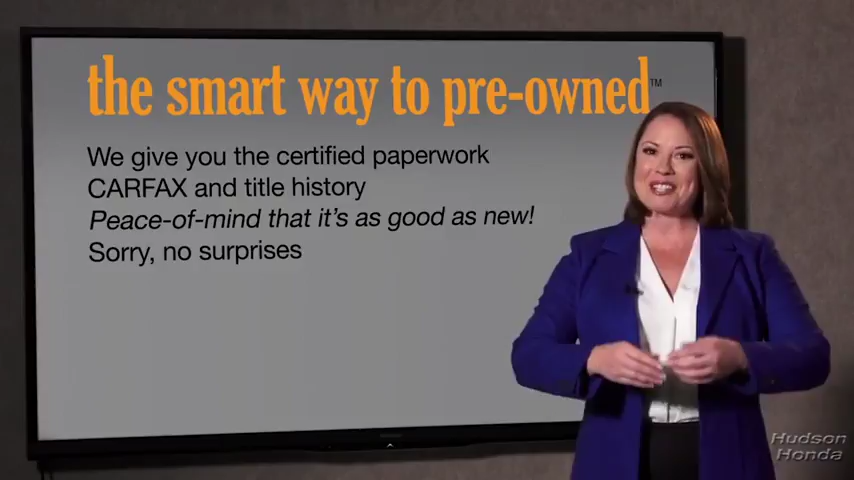 the smart way to pre-owned™
We give you the certified paperwork
CARFAX and title history
Peace-of-mind that it's as good as new!
Sorry, no surprises
Hudson
Honda